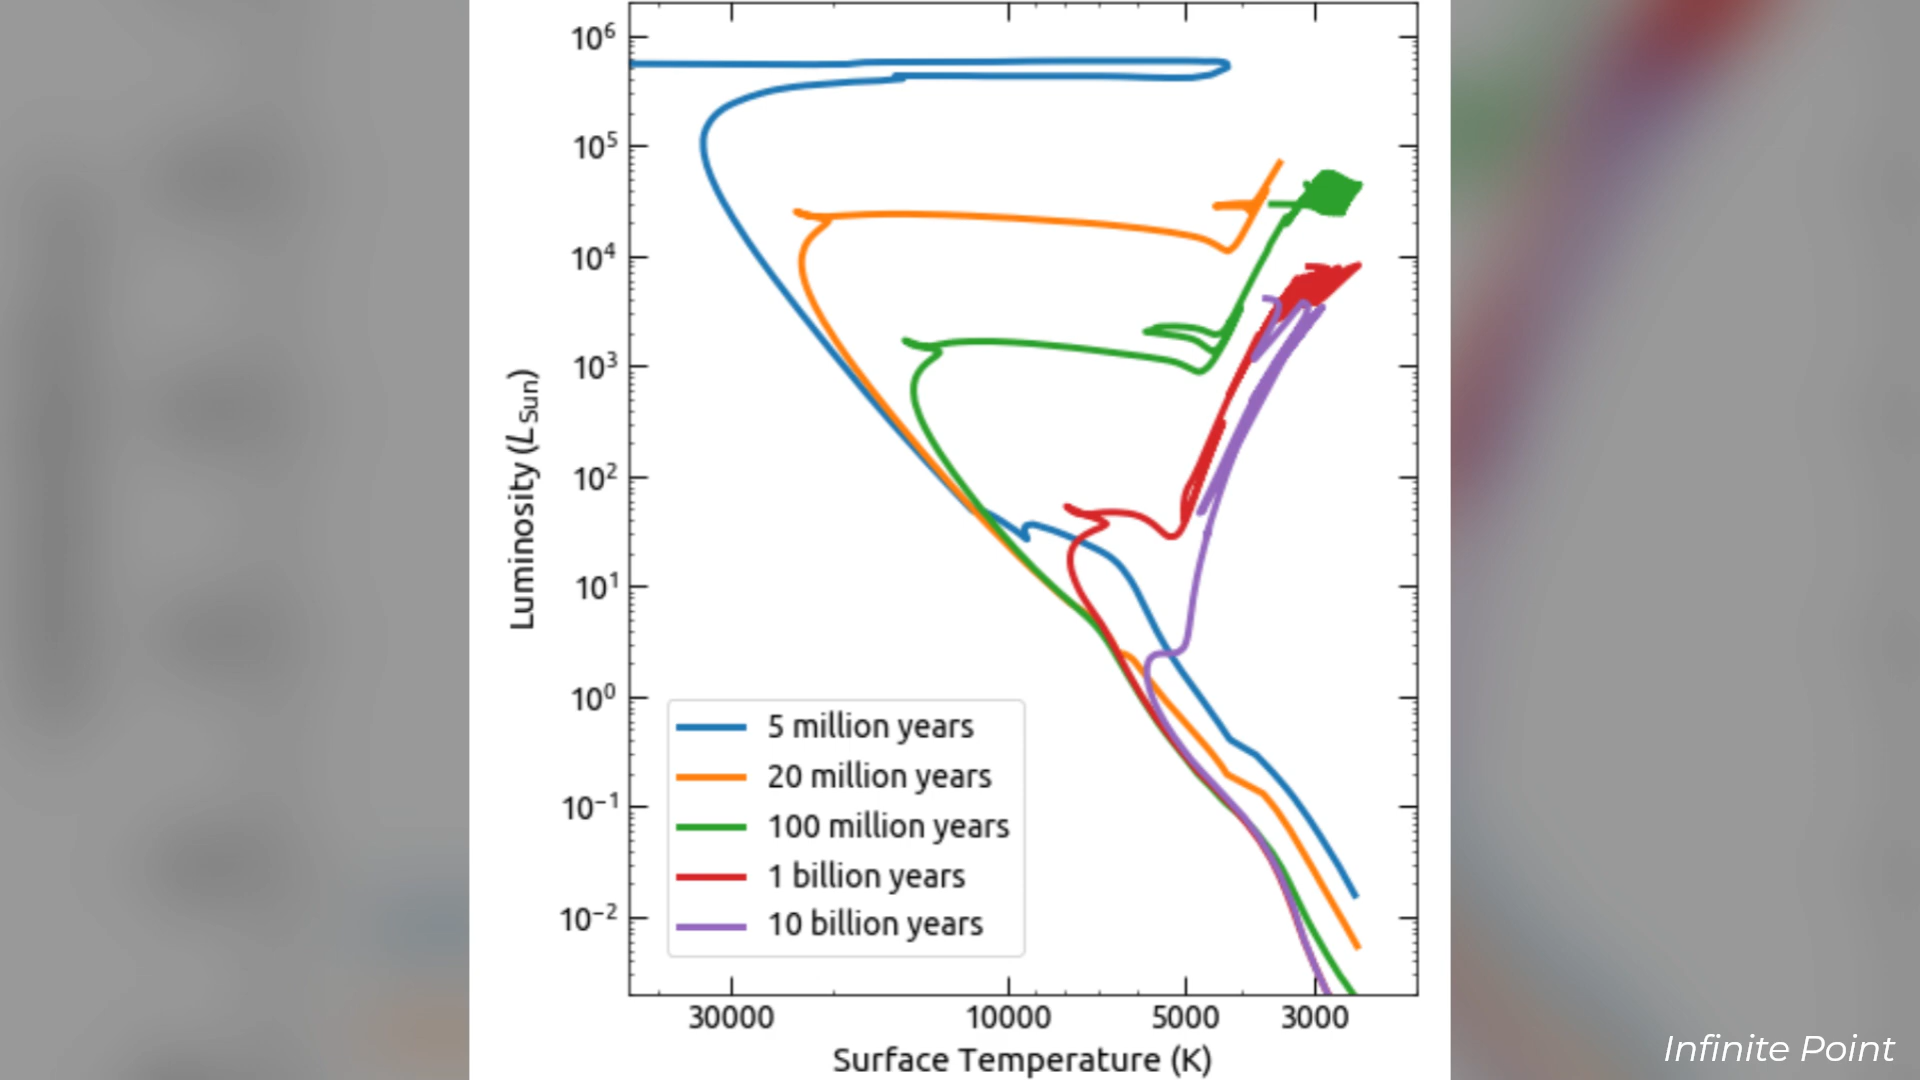 10⁶
10⁵
10⁴
10³
10²
10¹
10⁰
10⁻¹
10⁻²
Luminosity (L_Sun)
5 million years
20 million years
100 million years
1 billion years
10 billion years
30000 10000 5000 3000
Surface Temperature (K)
Infinite Point